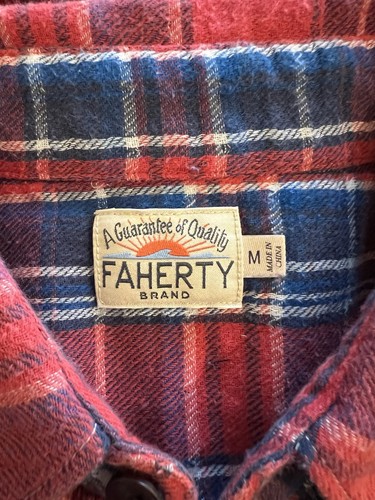 A Guarantee of Quality
FAHERTY
BRAND
M
MADE IN
CHINA